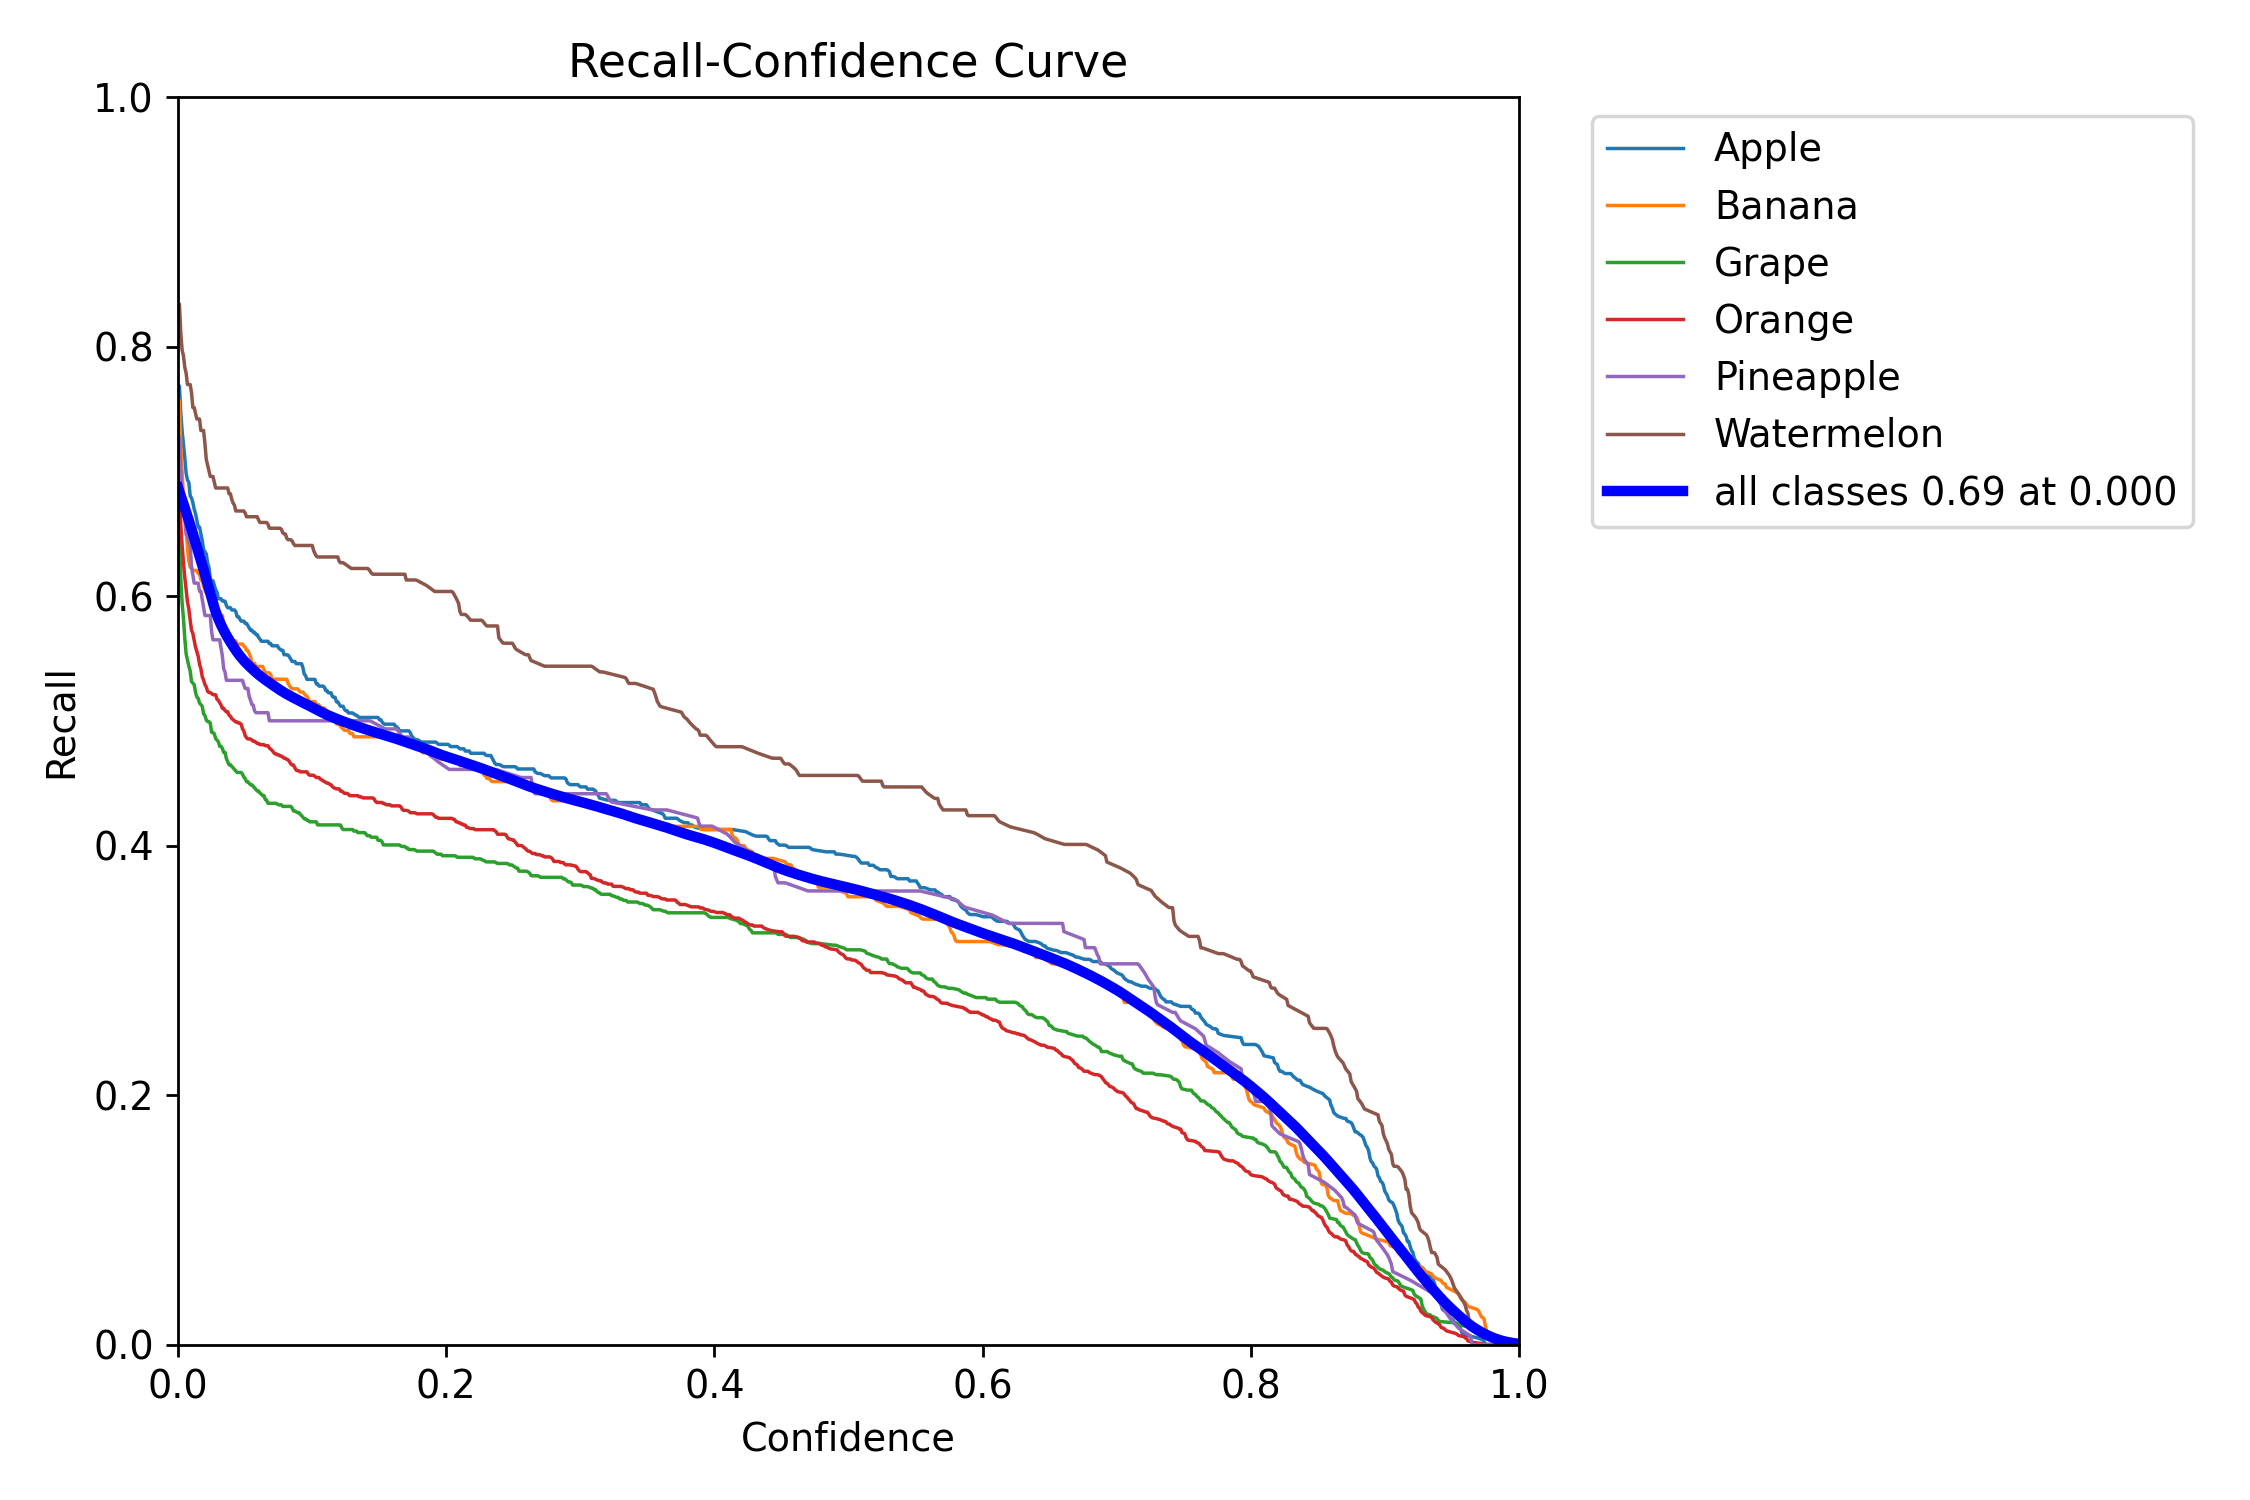 Recall-Confidence Curve
1.0
0.8
0.6
0.4
0.2
0.0
Recall
0.0 0.2 0.4 0.6 0.8 1.0
Confidence
Apple
Banana
Grape
Orange
Pineapple
Watermelon
all classes 0.69 at 0.000